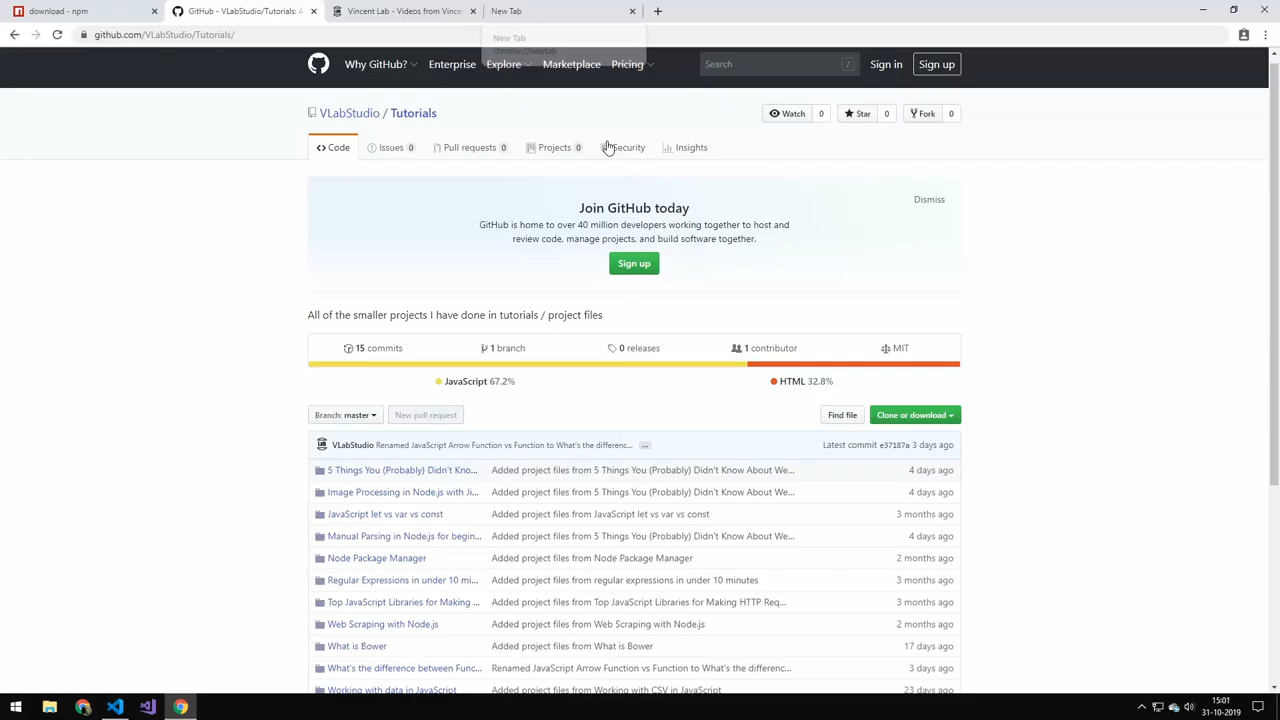 download - npm
GitHub - VLabStudio/Tutorials: A
Vincent Lab - Videos from Vince
New Tab
github.com/VLabStudio/Tutorials/
New Tab
chrome://newtab
Why GitHub? Enterprise Explore Marketplace Pricing Search / Sign in Sign up
VLabStudio / Tutorials
Watch 0 Star 0 Fork 0
Code Issues 0 Pull requests 0 Projects 0 Security Insights
Join GitHub today
Dismiss
GitHub is home to over 40 million developers working together to host and
review code, manage projects, and build software together.
Sign up
All of the smaller projects I have done in tutorials / project files
15 commits 1 branch 0 releases 1 contributor MIT
JavaScript 67.2% HTML 32.8%
Branch: master New pull request Find file Clone or download
VLabStudio Renamed JavaScript Arrow Function vs Function to What's the differenc... ... Latest commit e37187a 3 days ago
5 Things You (Probably) Didn't Kno... Added project files from 5 Things You (Probably) Didn't Know About We... 4 days ago
Image Processing in Node.js with Ji... Added project files from 5 Things You (Probably) Didn't Know About We... 4 days ago
JavaScript let vs var vs const Added project files from JavaScript let vs var vs const 3 months ago
Manual Parsing in Node.js for begin... Added project files from 5 Things You (Probably) Didn't Know About We... 4 days ago
Node Package Manager Added project files from Node Package Manager 2 months ago
Regular Expressions in under 10 mi... Added project files from regular expressions in under 10 minutes 3 months ago
Top JavaScript Libraries for Making ... Added project files from Top JavaScript Libraries for Making HTTP Req... 3 months ago
Web Scraping with Node.js Added project files from Web Scraping with Node.js 2 months ago
What is Bower Added project files from What is Bower 17 days ago
What's the difference between Func... Renamed JavaScript Arrow Function vs Function to What's the differenc... 3 days ago
Working with data in JavaScript Added project files from Working with CSV in JavaScript 23 days ago
15:01
31-10-2019